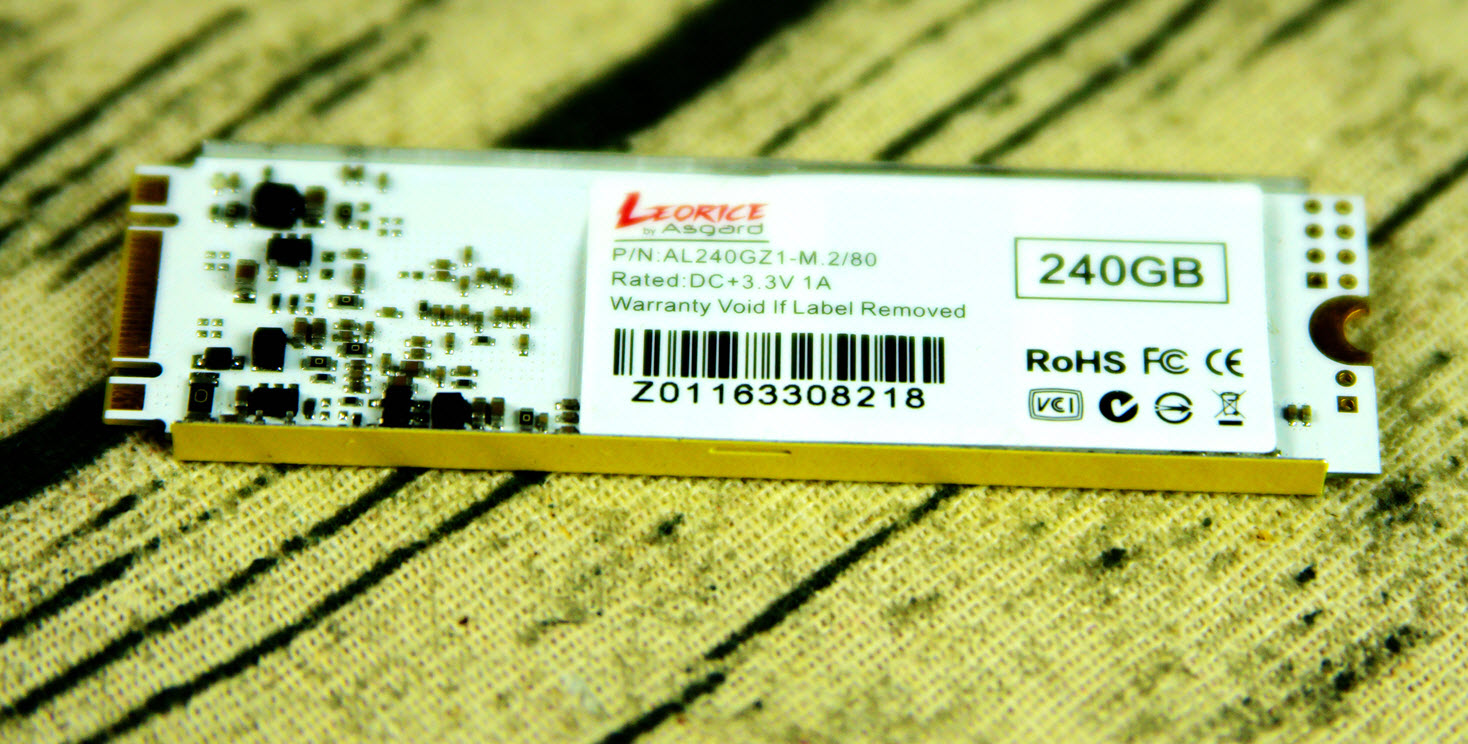 LEORICE
by Asgard
P/N:AL240GZ1-M.2/80
Rated:DC+3.3V 1A
Warranty Void If Label Removed
Z01163308218
240GB
RoHS FC CE
VCI